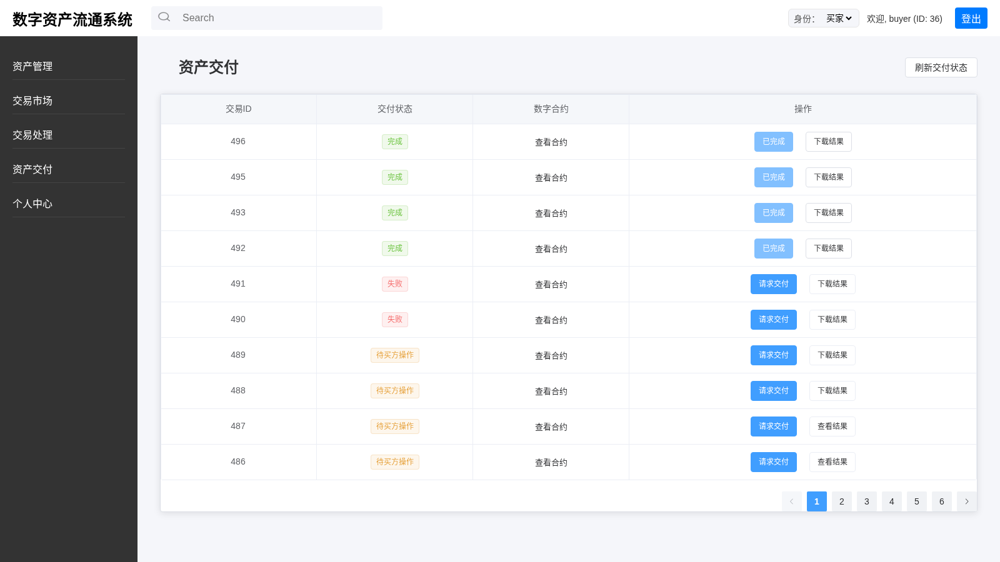 数字资产流通系统
Search
身份: 买家
欢迎, buyer (ID: 36)
登出
资产管理
交易市场
交易处理
资产交付
个人中心
资产交付
刷新交付状态
交易ID 交付状态 数字合约 操作
496 完成 查看合约 已完成 下载结果
495 完成 查看合约 已完成 下载结果
493 完成 查看合约 已完成 下载结果
492 完成 查看合约 已完成 下载结果
491 失败 查看合约 请求交付 下载结果
490 失败 查看合约 请求交付 下载结果
489 待买方操作 查看合约 请求交付 下载结果
488 待买方操作 查看合约 请求交付 下载结果
487 待买方操作 查看合约 请求交付 查看结果
486 待买方操作 查看合约 请求交付 查看结果
1 2 3 4 5 6